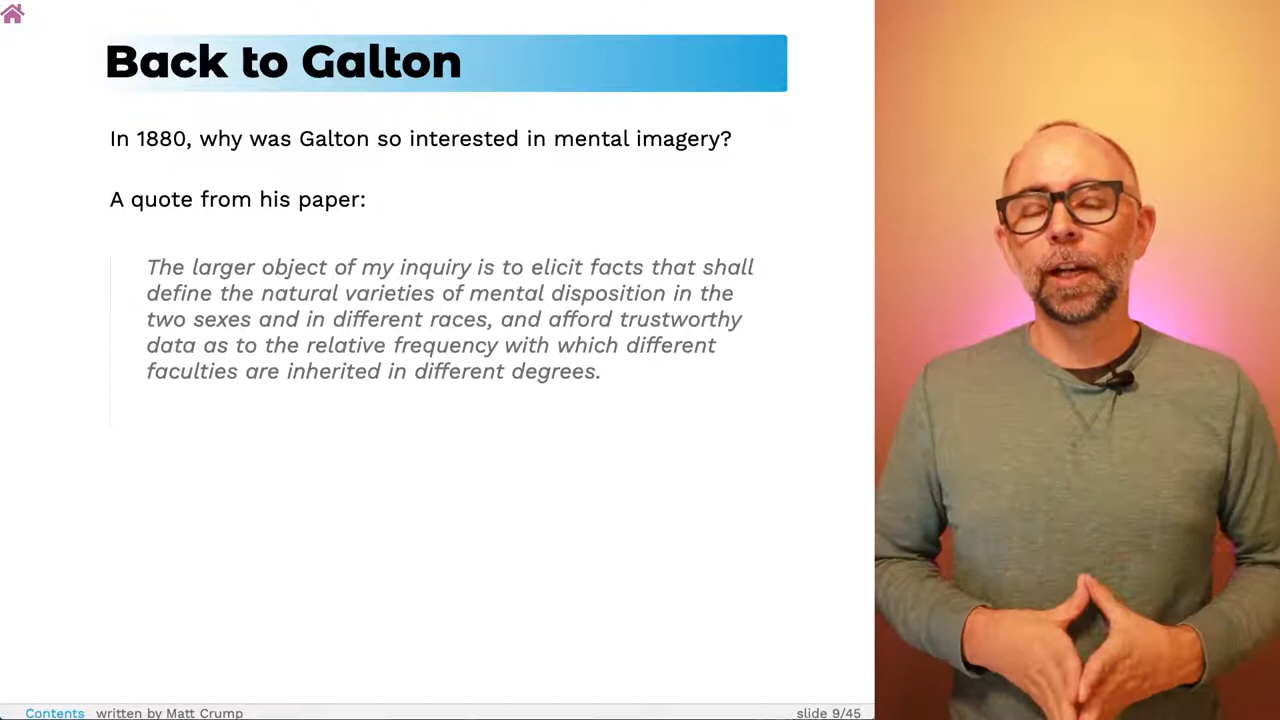 Back to Galton
In 1880, why was Galton so interested in mental imagery?
A quote from his paper:
The larger object of my inquiry is to elicit facts that shall
define the natural varieties of mental disposition in the
two sexes and in different races, and afford trustworthy
data as to the relative frequency with which different
faculties are inherited in different degrees.
Contents written by Matt Crump
slide 9/45